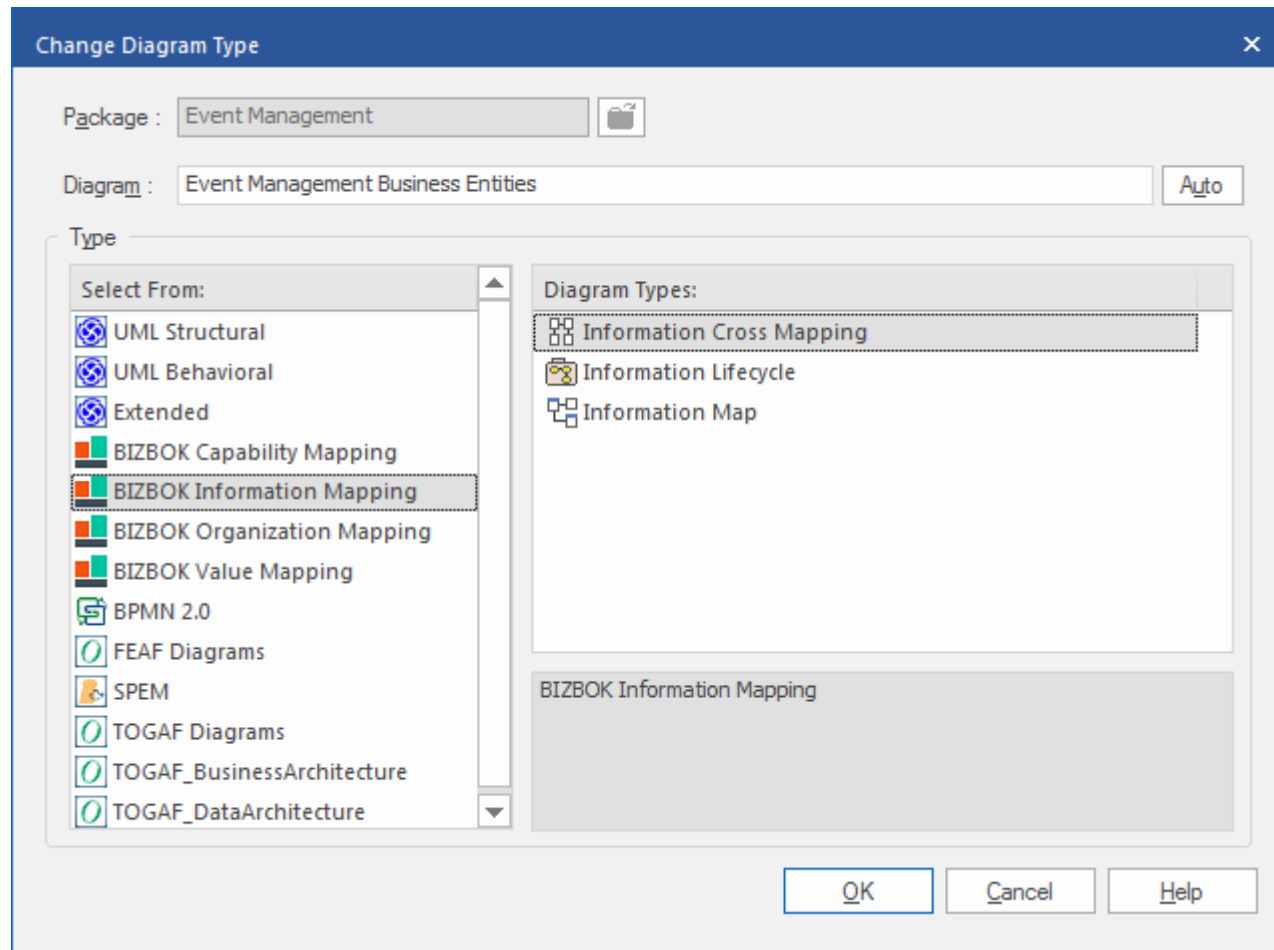 Change Diagram Type
Package : Event Management
Diagram : Event Management Business Entities Auto
Type
Select From:
UML Structural
UML Behavioral
Extended
BIZBOK Capability Mapping
BIZBOK Information Mapping
BIZBOK Organization Mapping
BIZBOK Value Mapping
BPMN 2.0
FEAF Diagrams
SPEM
TOGAF Diagrams
TOGAF_BusinessArchitecture
TOGAF_DataArchitecture
Diagram Types:
Information Cross Mapping
Information Lifecycle
Information Map
BIZBOK Information Mapping
OK Cancel Help